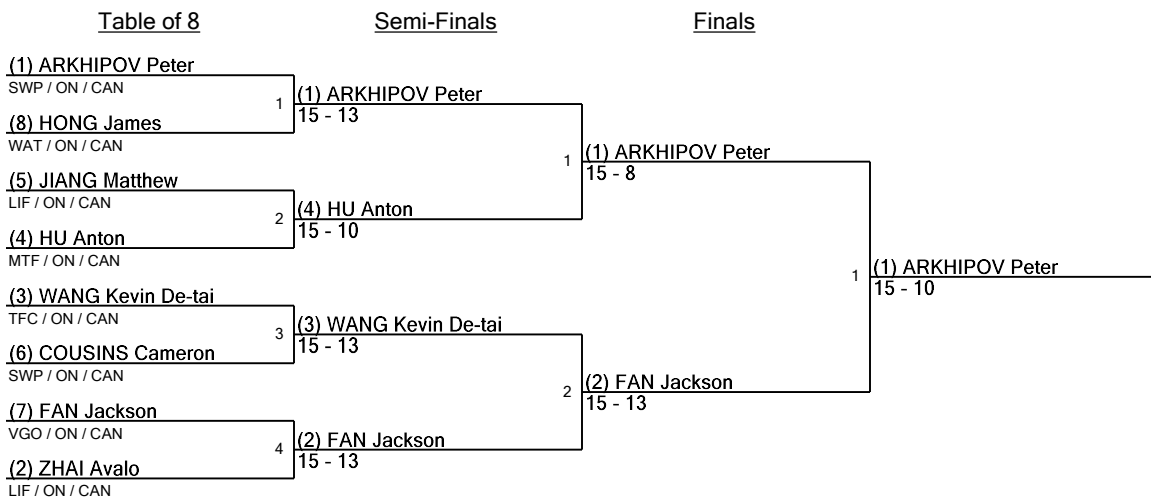 Table of 8
Semi-Finals
Finals
(1) ARKHIPOV Peter
SWP / ON / CAN
1
(8) HONG James
WAT / ON / CAN
(5) JIANG Matthew
LIF / ON / CAN
2
(4) HU Anton
MTF / ON / CAN
(3) WANG Kevin De-tai
TFC / ON / CAN
3
(6) COUSINS Cameron
SWP / ON / CAN
(7) FAN Jackson
VGO / ON / CAN
4
(2) ZHAI Avalo
LIF / ON / CAN
(1) ARKHIPOV Peter
15 - 13
1
(4) HU Anton
15 - 10
(3) WANG Kevin De-tai
15 - 13
2
(2) FAN Jackson
15 - 13
(1) ARKHIPOV Peter
15 - 8
1
(2) FAN Jackson
15 - 13
(1) ARKHIPOV Peter
15 - 10